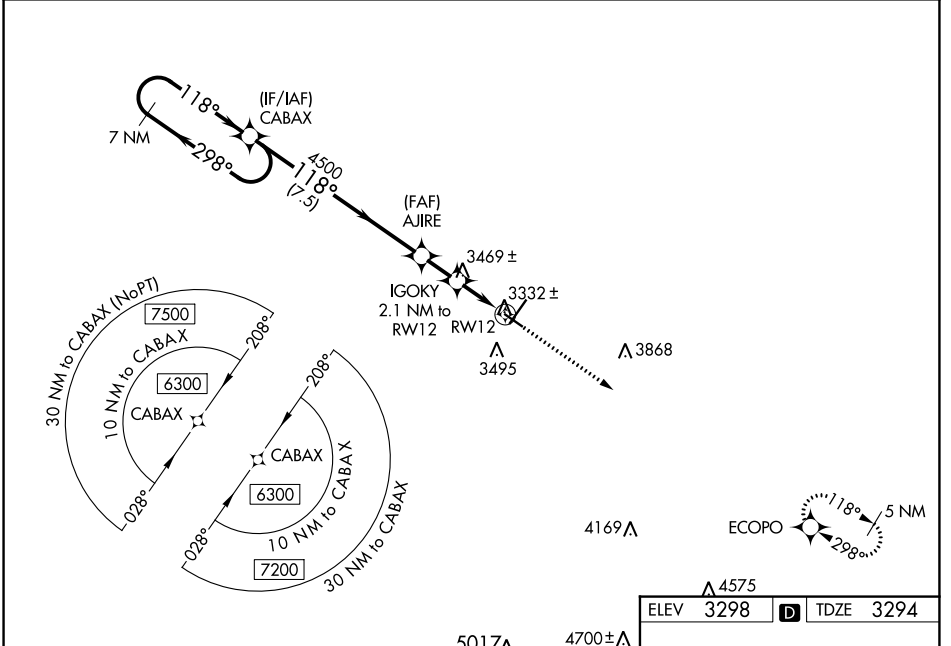 118°
(IF/IAF)
CABAX
7 NM
298°
4500
118°
(7.5)
(FAF)
AJIRE
3469 ±
IGOKY
2.1 NM to
RW12
RW12
3332 ±
3495
3868
30 NM to CABAX (NoPT)
7500
10 NM to CABAX
6300
208°
CABAX
028°
208°
CABAX
6300
10 NM to CABAX
7200
30 NM to CABAX
028°
4169
ECOPO
118°
5 NM
298°
4575
ELEV 3298 D TDZE 3294
5017
4700±